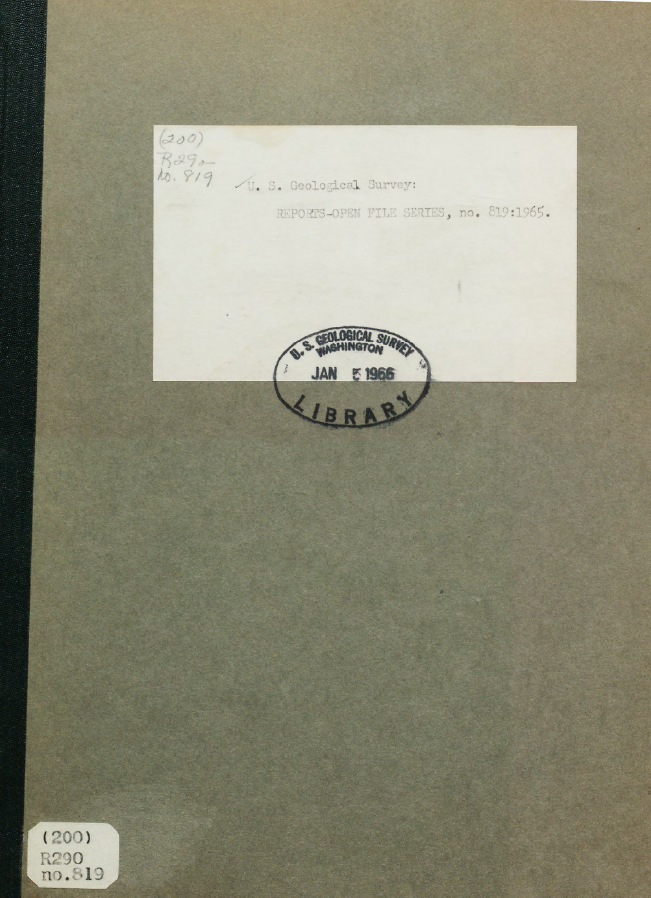 (200)
R290
no. 819
U. S. Geological Survey:
REPORTS-OPEN FILE SERIES, no. 819:1965.
U. S. GEOLOGICAL SURVEY
WASHINGTON
JAN 5 1966
LIBRARY
(200)
R290
no.819